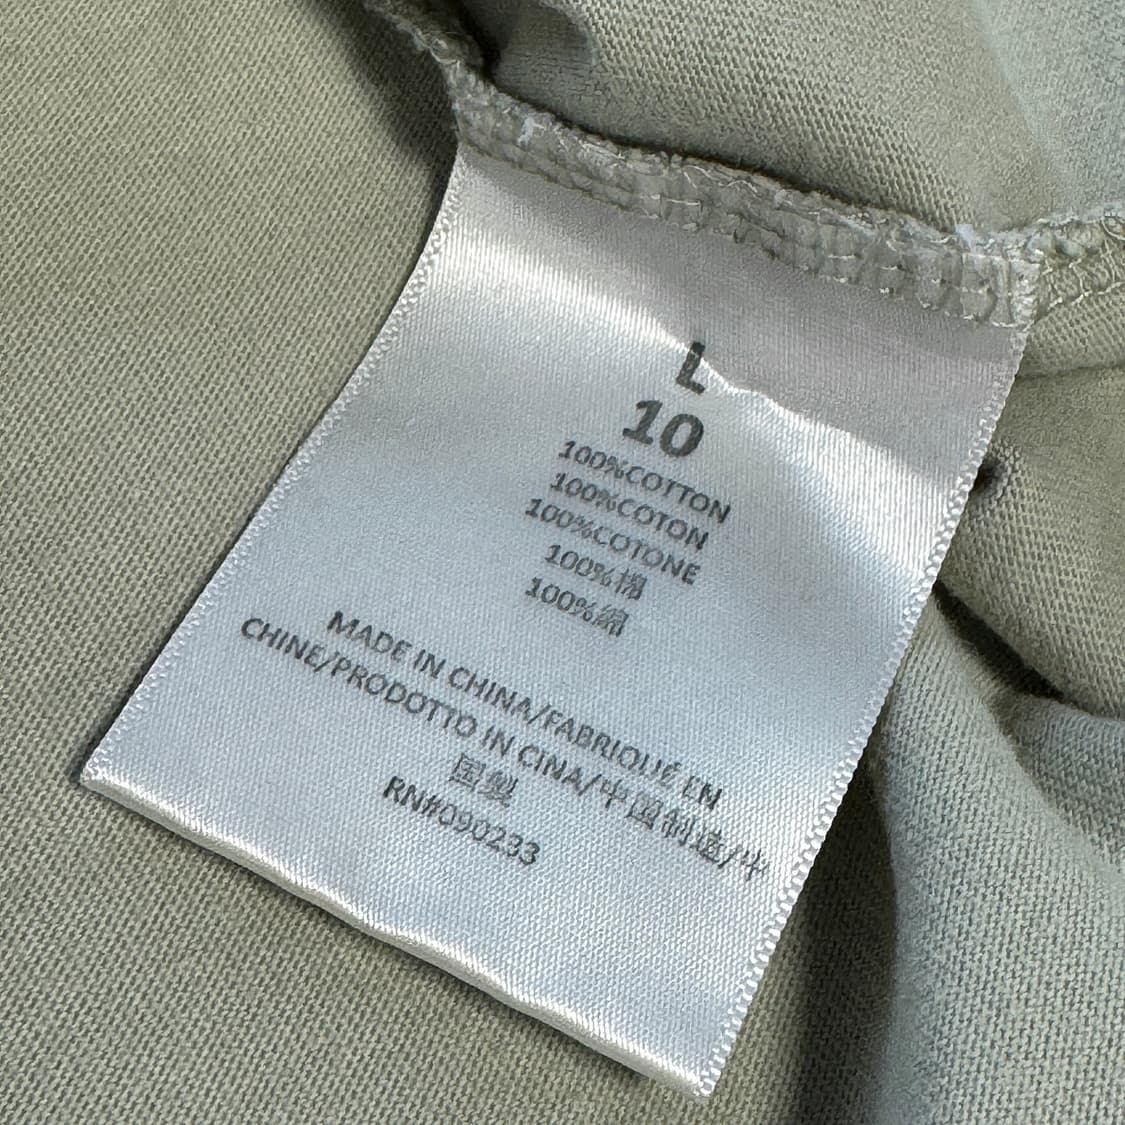 L
10
100%COTTON
100%COTON
100%COTONE
100%棉
100%綿
MADE IN CHINA/FABRIQUÉ EN
CHINE/PRODOTTO IN CINA/中国制造/中
国製
RN#090233